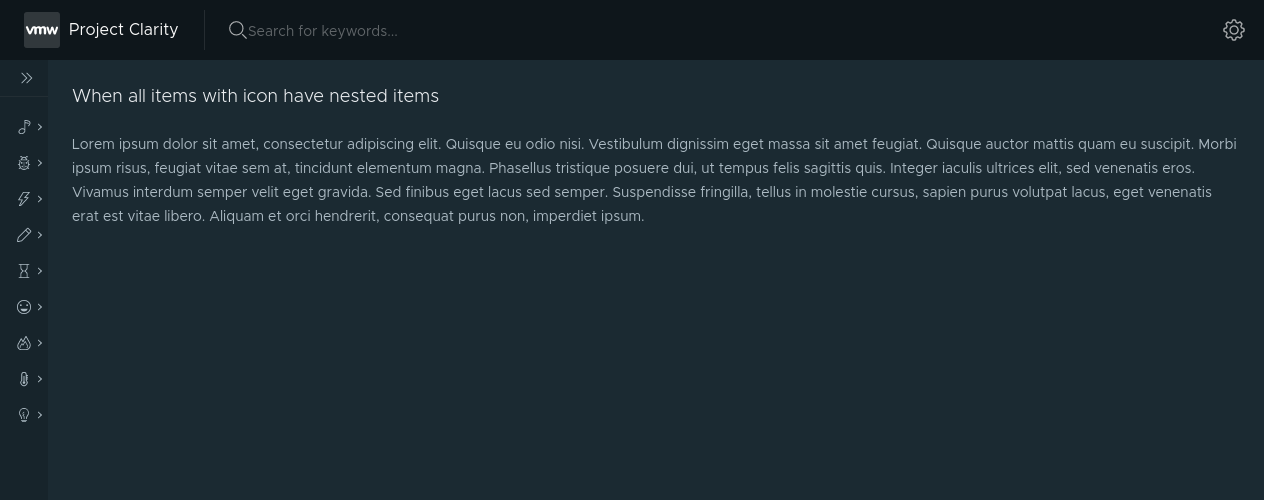 vmw Project Clarity
Search for keywords...
When all items with icon have nested items
Lorem ipsum dolor sit amet, consectetur adipiscing elit. Quisque eu odio nisi. Vestibulum dignissim eget massa sit amet feugiat. Quisque auctor mattis quam eu suscipit. Morbi
ipsum risus, feugiat vitae sem at, tincidunt elementum magna. Phasellus tristique posuere dui, ut tempus felis sagittis quis. Integer iaculis ultrices elit, sed venenatis eros.
Vivamus interdum semper velit eget gravida. Sed finibus eget lacus sed semper. Suspendisse fringilla, tellus in molestie cursus, sapien purus volutpat lacus, eget venenatis
erat est vitae libero. Aliquam et orci hendrerit, consequat purus non, imperdiet ipsum.